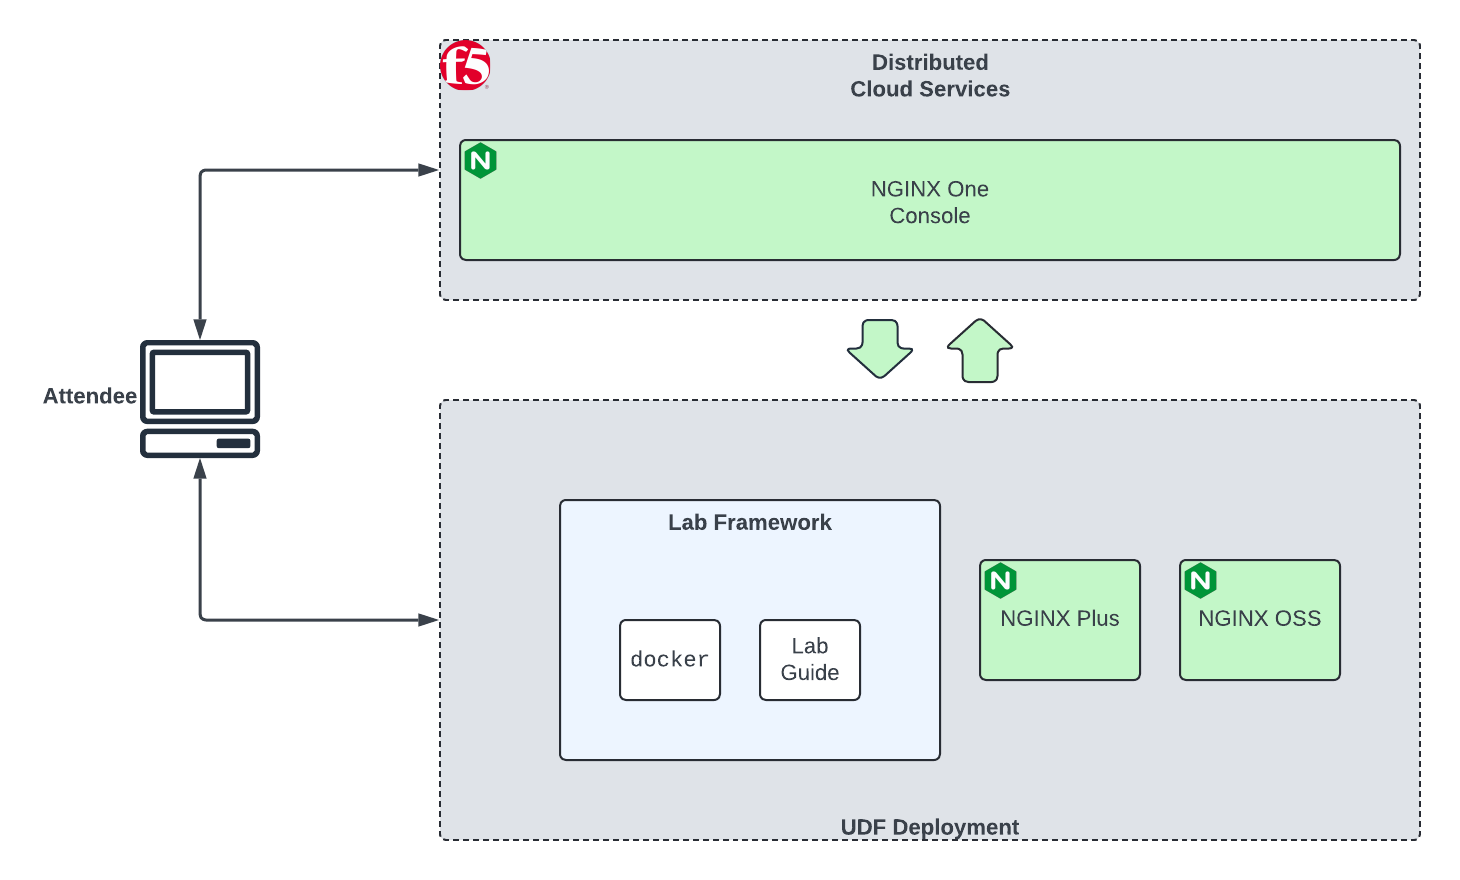 f5
Distributed
Cloud Services
N
NGINX One
Console
Attendee
Lab Framework
docker
Lab
Guide
N
NGINX Plus
N
NGINX OSS
UDF Deployment